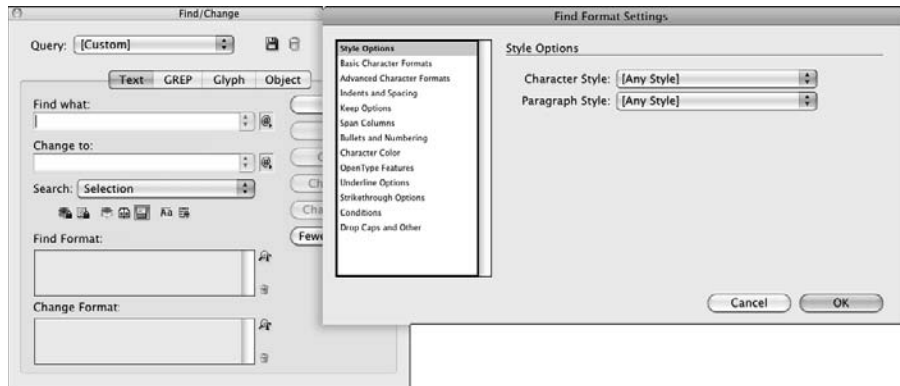 Find/Change
Query: [Custom]
Text GREP Glyph Object
Find what:
Change to:
Search: Selection
Find Format:
Change Format:
Find Format Settings
Style Options
Basic Character Formats
Advanced Character Formats
Indents and Spacing
Keep Options
Span Columns
Bullets and Numbering
Character Color
OpenType Features
Underline Options
Strikethrough Options
Conditions
Drop Caps and Other
Style Options
Character Style: [Any Style]
Paragraph Style: [Any Style]
Cancel OK